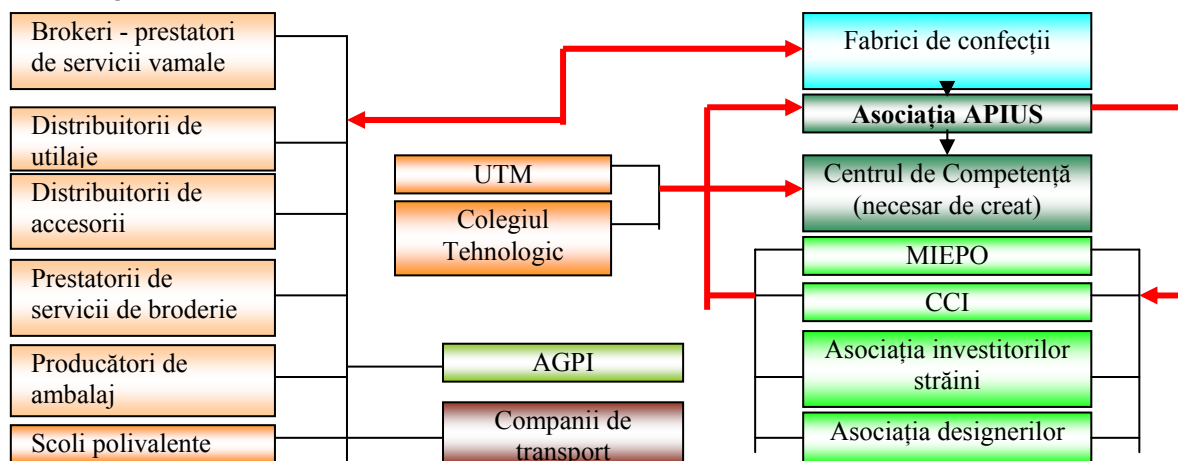 Brokeri - prestatori
de servicii vamale
Distribuitorii de
utilaje
Distribuitorii de
accesorii
Prestatorii de
servicii de broderie
Producători de
ambalaj
Scoli polivalente
UTM
Colegiul
Tehnologic
AGPI
Companii de
transport
Fabrici de confecții
Asociația APIUS
Centrul de Competență
(necesar de creat)
MIEPO
CCI
Asociația investitorilor
străini
Asociația designerilor